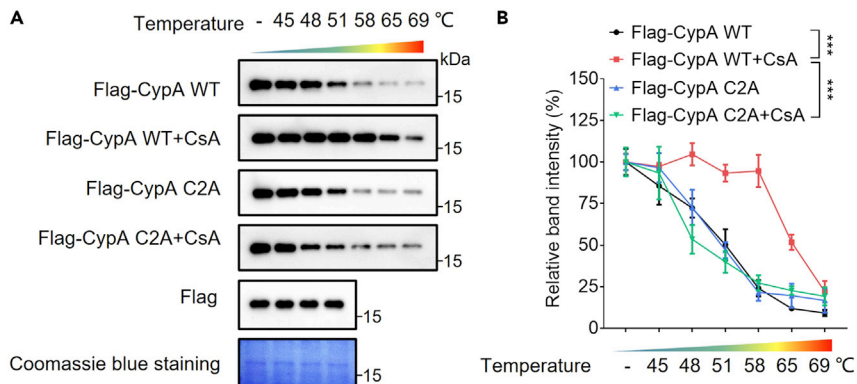 A
Temperature - 45 48 51 58 65 69 ℃
kDa
Flag-CypA WT
-15
Flag-CypA WT+CsA
-15
Flag-CypA C2A
-15
Flag-CypA C2A+CsA
-15
Flag
-15
Coomassie blue staining
-15
B
Flag-CypA WT
Flag-CypA WT+CsA
Flag-CypA C2A
Flag-CypA C2A+CsA
***
***
Relative band intensity (%)
150
125
100
75
50
25
0
- 45 48 51 58 65 69 ℃
Temperature